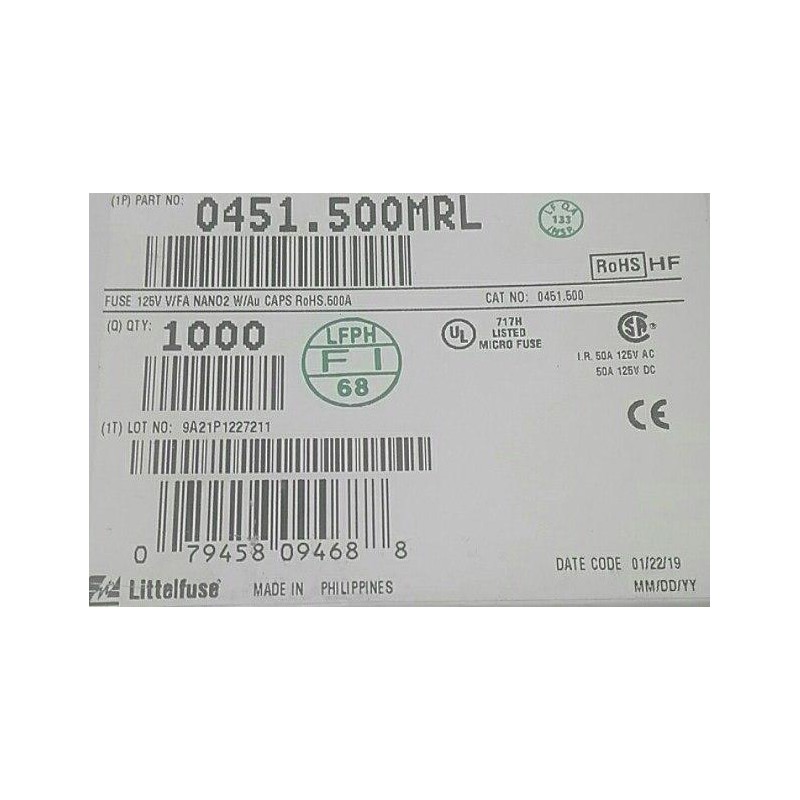 (1P) PART NO: 0451.500MRL
LF QA
133
INSP.
RoHS HF
FUSE 125V V/FA NANO2 W/Au CAPS RoHS.500A
CAT NO: 0451.500
(Q) QTY: 1000
LFPH
FI
68
UL
717H
LISTED
MICRO FUSE
SA
I.R. 50A 125V AC
50A 125V DC
CE
(1T) LOT NO: 9A21P1227211
0 79458 09468 8
DATE CODE 01/22/19
MM/DD/YY
Littelfuse® MADE IN PHILIPPINES